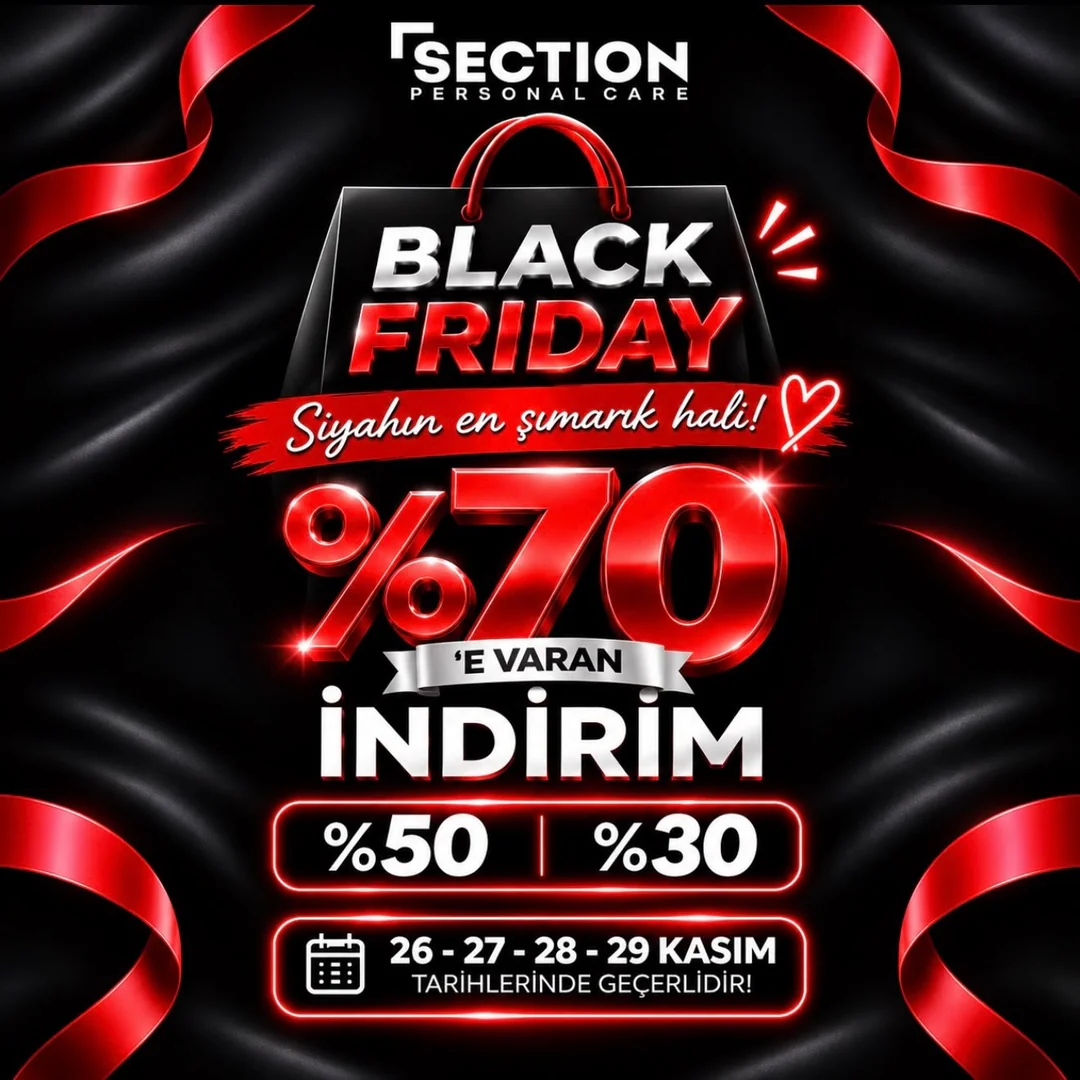 SECTION
PERSONAL CARE
BLACK
FRIDAY
Siyahın en şımarık hali!
%70
'E VARAN
İNDİRİM
%50 | %30
26 - 27 - 28 - 29 KASIM
TARİHLERİNDE GEÇERLİDİR!